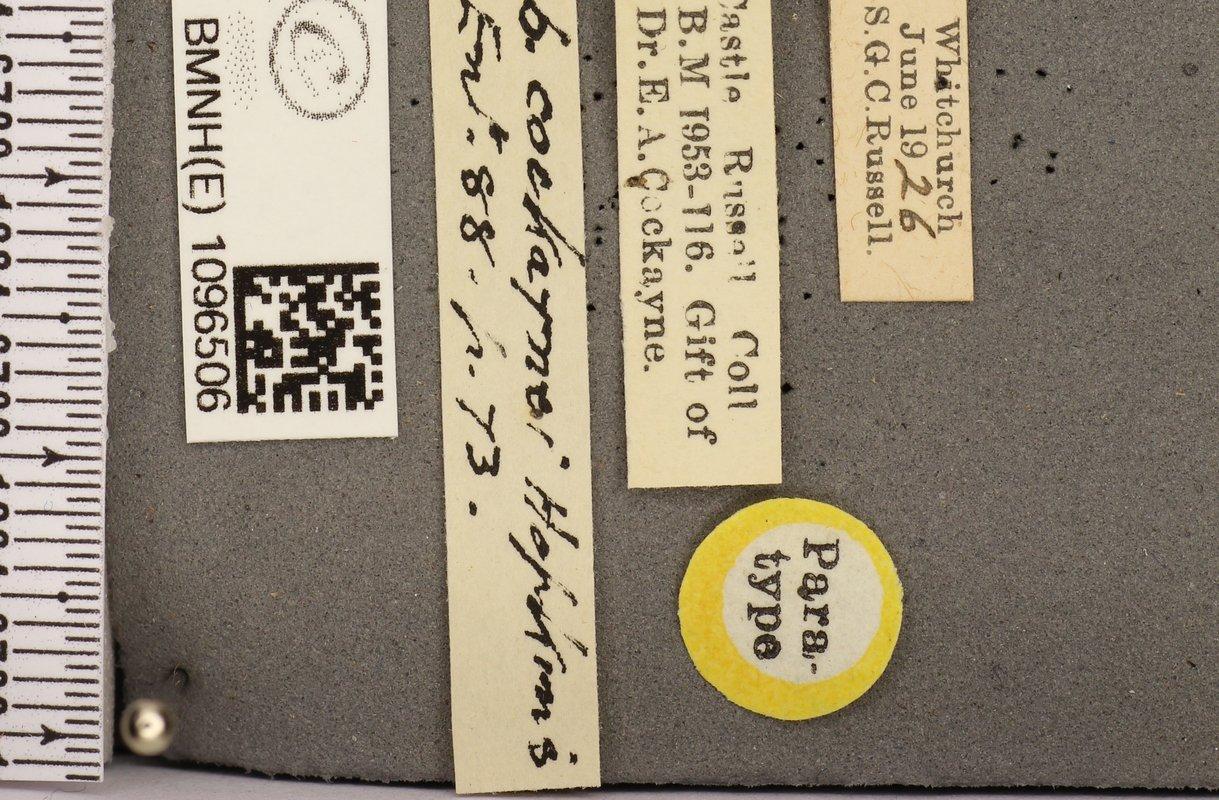 BMNH(E) 1096506
b. cockaynei Hopkins
Ent. 88. p. 73.
Castle Russell Coll
B.M 1953-116. Gift of
Dr. E. A. Cockayne.
Whitchurch
June 1926
S.G.C.Russell.
Para-
type